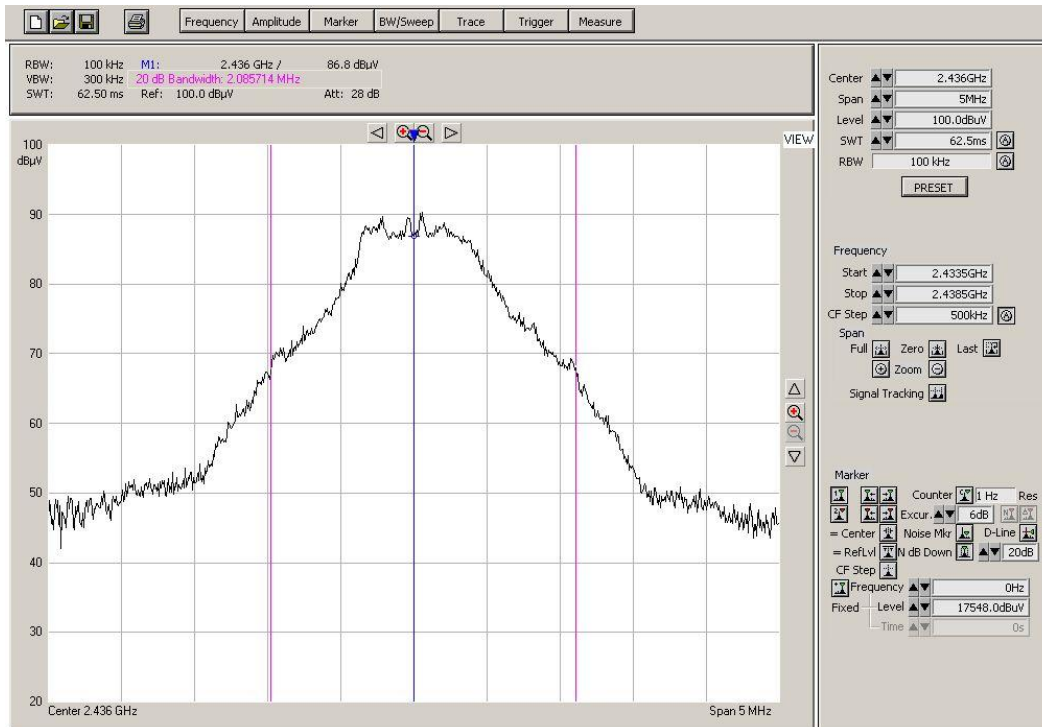 Frequency Amplitude Marker BW/Sweep Trace Trigger Measure
RBW: 100 kHz M1: 2.436 GHz / 86.8 dBµV
VBW: 300 kHz 20 dB Bandwidth: 2.085714 MHz
SWT: 62.50 ms Ref: 100.0 dBµV Att: 28 dB
VIEW
100
dBµV
90
80
70
60
50
40
30
20
Center 2.436 GHz Span 5 MHz
Center 2.436GHz
Span 5MHz
Level 100.0dBuV
SWT 62.5ms
RBW 100 kHz
PRESET
Frequency
Start 2.4335GHz
Stop 2.4385GHz
CF Step 500kHz
Span
Full Zero Last
Zoom
Signal Tracking
Marker
Counter 1 Hz Res
Excur. 6dB
= Center Noise Mkr D-Line
= RefLvl N dB Down 20dB
CF Step
Frequency 0Hz
Fixed Level 17548.0dBuV
Time 0s